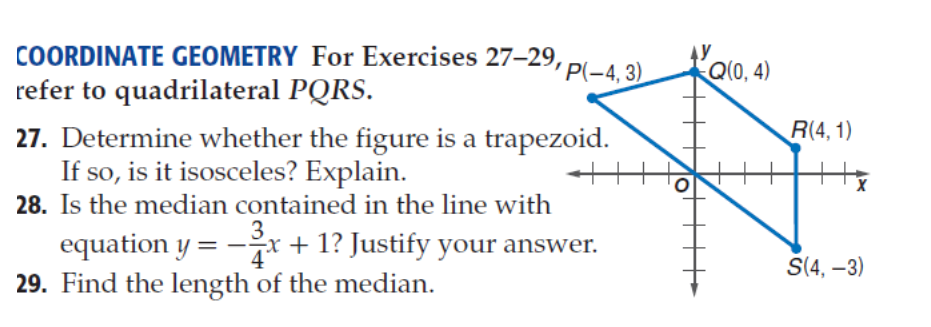 COORDINATE GEOMETRY For Exercises 27–29,
refer to quadrilateral PQRS.
27. Determine whether the figure is a trapezoid.
If so, is it isosceles? Explain.
28. Is the median contained in the line with
equation y = −3/4x + 1? Justify your answer.
29. Find the length of the median.
y
P(−4, 3)
Q(0, 4)
R(4, 1)
O
x
S(4, −3)